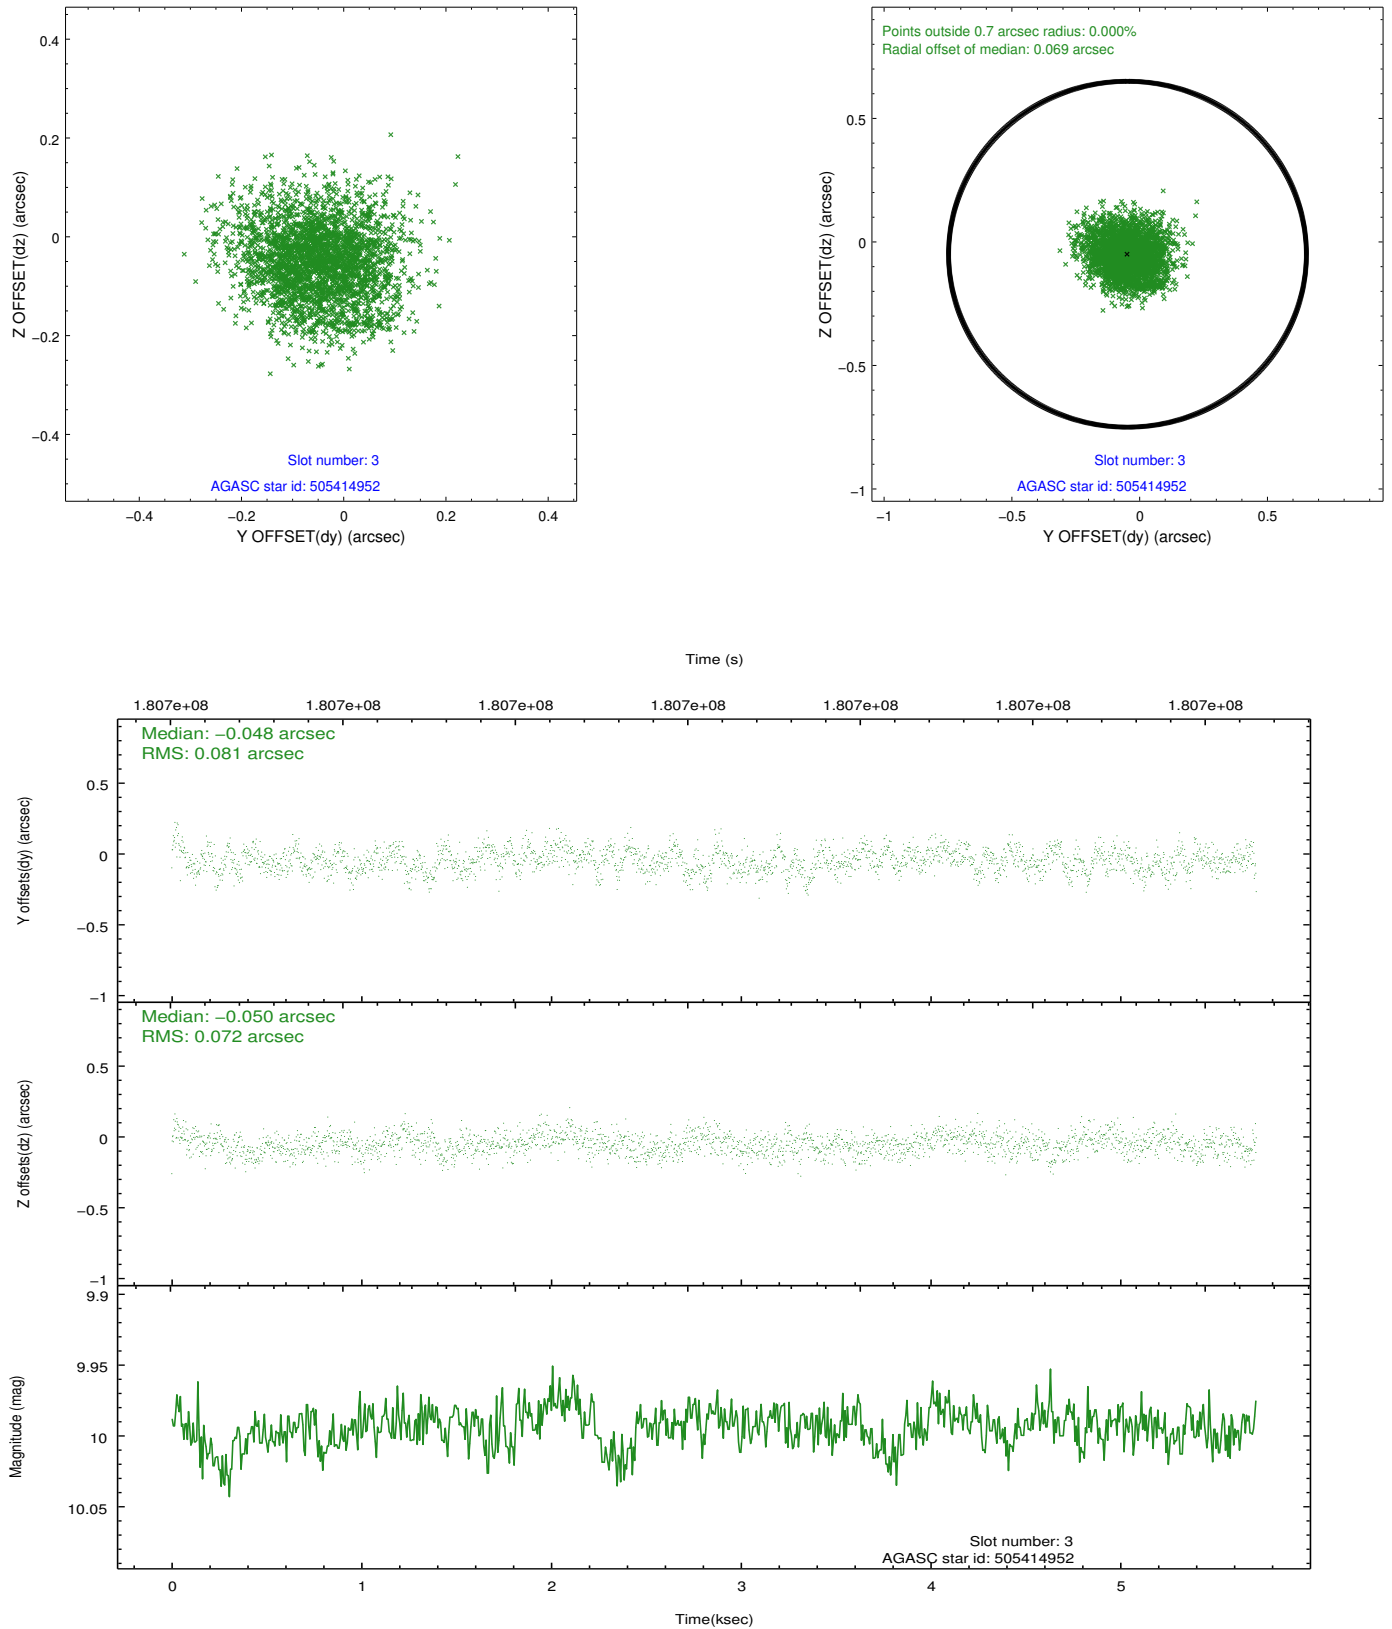 0.4
0.2
0
−0.2
−0.4
Z OFFSET(dz) (arcsec)
Slot number: 3
AGASC star id: 505414952
−0.4 −0.2 0 0.2 0.4
Y OFFSET(dy) (arcsec)
Points outside 0.7 arcsec radius: 0.000%
Radial offset of median: 0.069 arcsec
0.5
0
−0.5
−1
Z OFFSET(dz) (arcsec)
Slot number: 3
AGASC star id: 505414952
−1 −0.5 0 0.5
Y OFFSET(dy) (arcsec)
Time (s)
1.807e+08 1.807e+08 1.807e+08 1.807e+08 1.807e+08 1.807e+08 1.807e+08
Median: −0.048 arcsec
RMS: 0.081 arcsec
0.5
0
−0.5
−1
Y offsets(dy) (arcsec)
Median: −0.050 arcsec
RMS: 0.072 arcsec
0.5
0
−0.5
−1
Z offsets(dz) (arcsec)
9.9
9.95
10
10.05
Magnitude (mag)
Slot number: 3
AGASC star id: 505414952
0 1 2 3 4 5
Time(ksec)